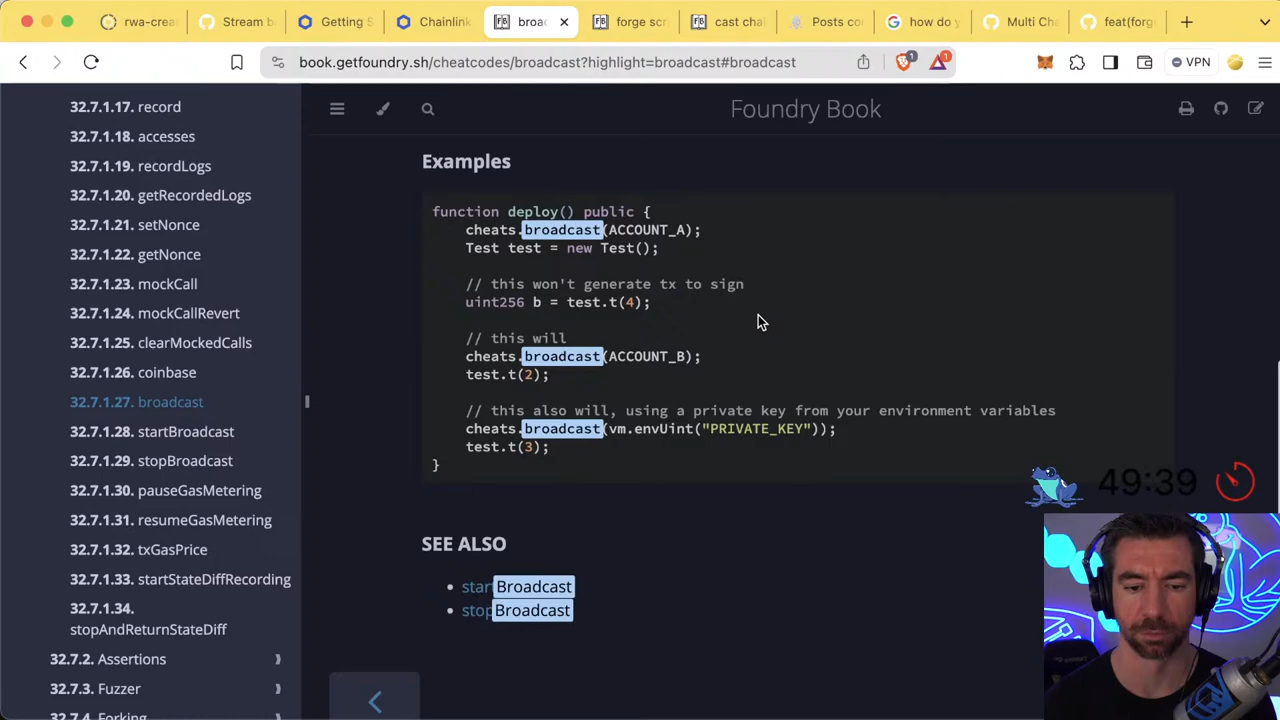 rwa-crea
Stream b
Getting S
Chainlink
broad
forge scr
cast chai
Posts co
how do y
Multi Cha
feat(forg
book.getfoundry.sh/cheatcodes/broadcast?highlight=broadcast#broadcast
1
1
VPN
32.7.1.17. record
32.7.1.18. accesses
32.7.1.19. recordLogs
32.7.1.20. getRecordedLogs
32.7.1.21. setNonce
32.7.1.22. getNonce
32.7.1.23. mockCall
32.7.1.24. mockCallRevert
32.7.1.25. clearMockedCalls
32.7.1.26. coinbase
32.7.1.27. broadcast
32.7.1.28. startBroadcast
32.7.1.29. stopBroadcast
32.7.1.30. pauseGasMetering
32.7.1.31. resumeGasMetering
32.7.1.32. txGasPrice
32.7.1.33. startStateDiffRecording
32.7.1.34.
stopAndReturnStateDiff
32.7.2. Assertions
32.7.3. Fuzzer
32.7.4. Forking
Foundry Book
Examples
function deploy() public {
cheats.broadcast(ACCOUNT_A);
Test test = new Test();
// this won't generate tx to sign
uint256 b = test.t(4);
// this will
cheats.broadcast(ACCOUNT_B);
test.t(2);
// this also will, using a private key from your environment variables
cheats.broadcast(vm.envUint("PRIVATE_KEY"));
test.t(3);
}
49:39
SEE ALSO
startBroadcast
stopBroadcast